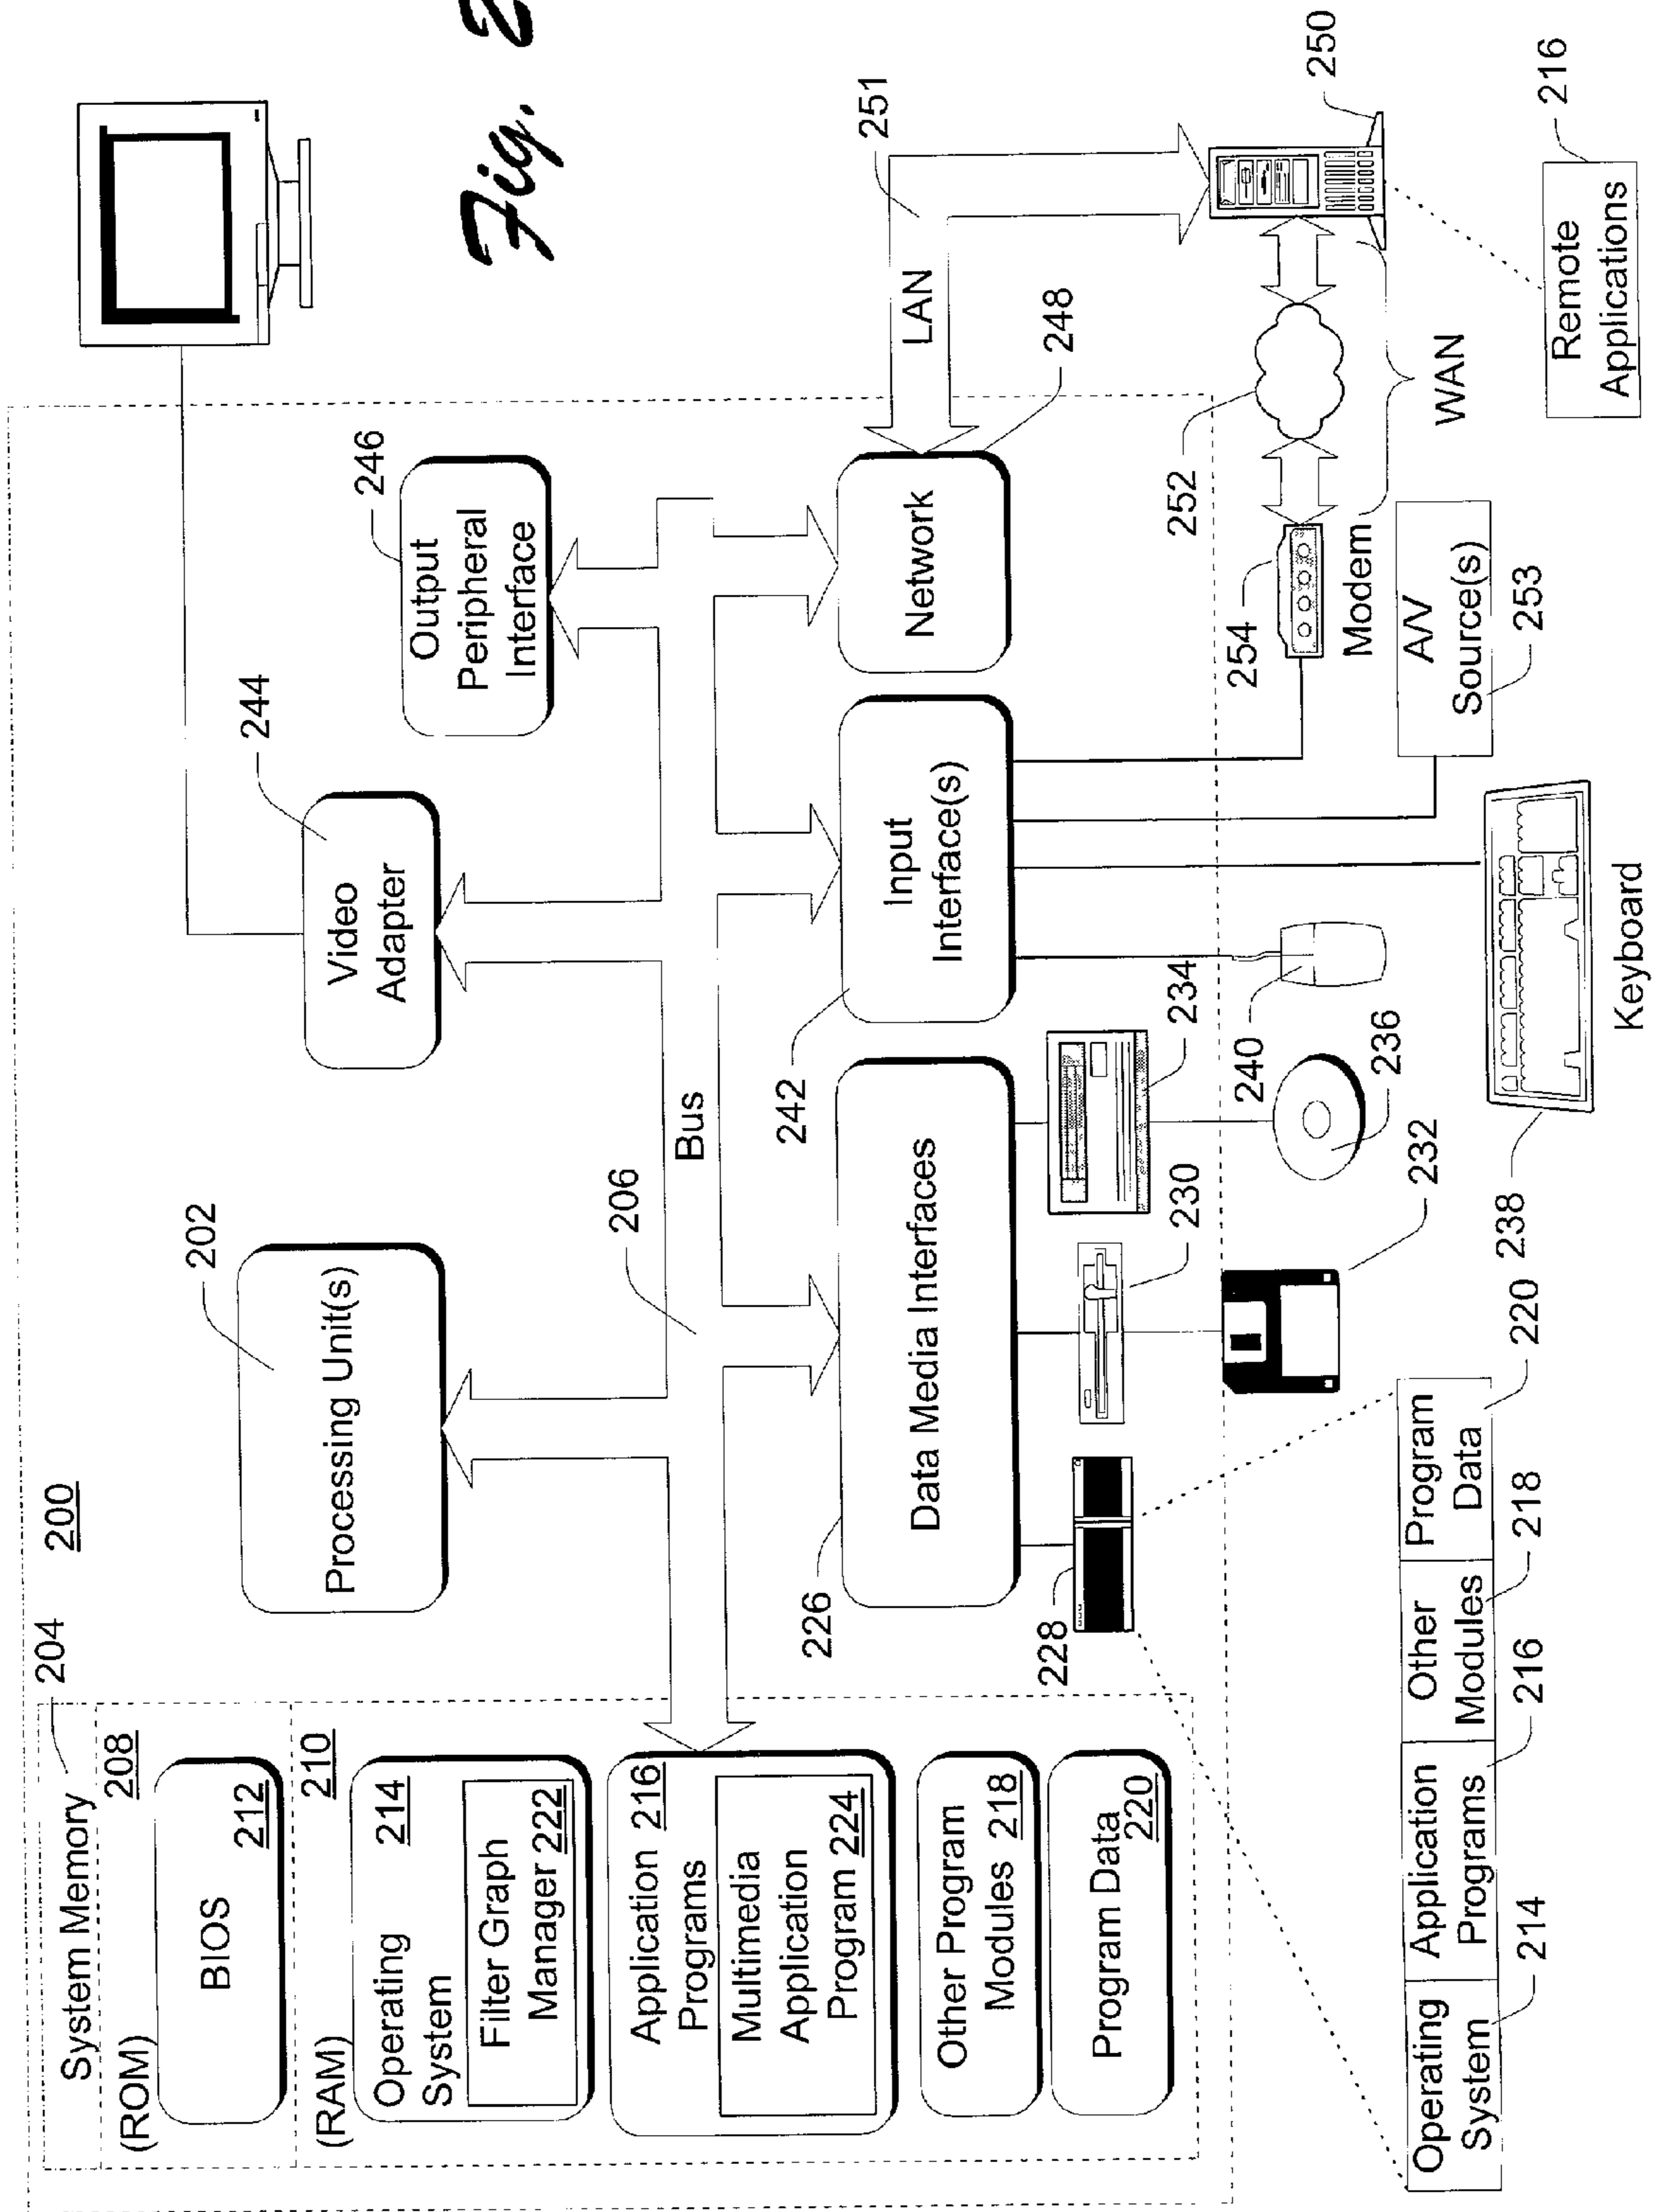 200
System Memory
204
(ROM) 208
BIOS
212
(RAM) 210
Operating 214
System
Filter Graph
Manager 222
Application 216
Programs
Multimedia
Application
Program 224
Other Program
Modules 218
Program Data
220
Processing Unit(s)
202
206
Bus
Video
Adapter
244
Output
Peripheral
Interface
246
Fig. 2
Data Media Interfaces
226
Input
Interface(s)
242
Network
248
LAN
251
228
230
234
232
236
240
238
Keyboard
254
Modem
252
WAN
250
A/V
Source(s)
253
Remote
Applications
216
Operating
System
214
Application
Programs
216
Other
Modules
218
Program
Data
220